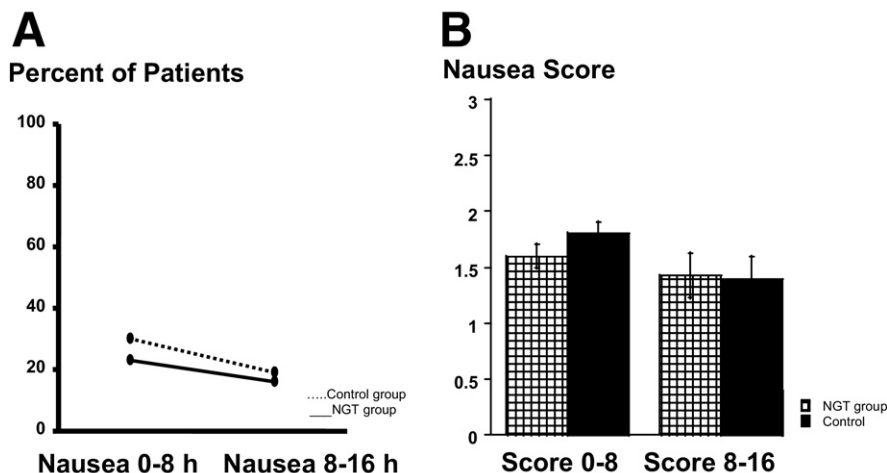 A
Percent of Patients
100
80
60
40
20
0
Nausea 0-8 h Nausea 8-16 h
.....Control group
___NGT group
B
Nausea Score
3
2.5
2
1.5
1
0.5
0
Score 0-8 Score 8-16
NGT group
Control